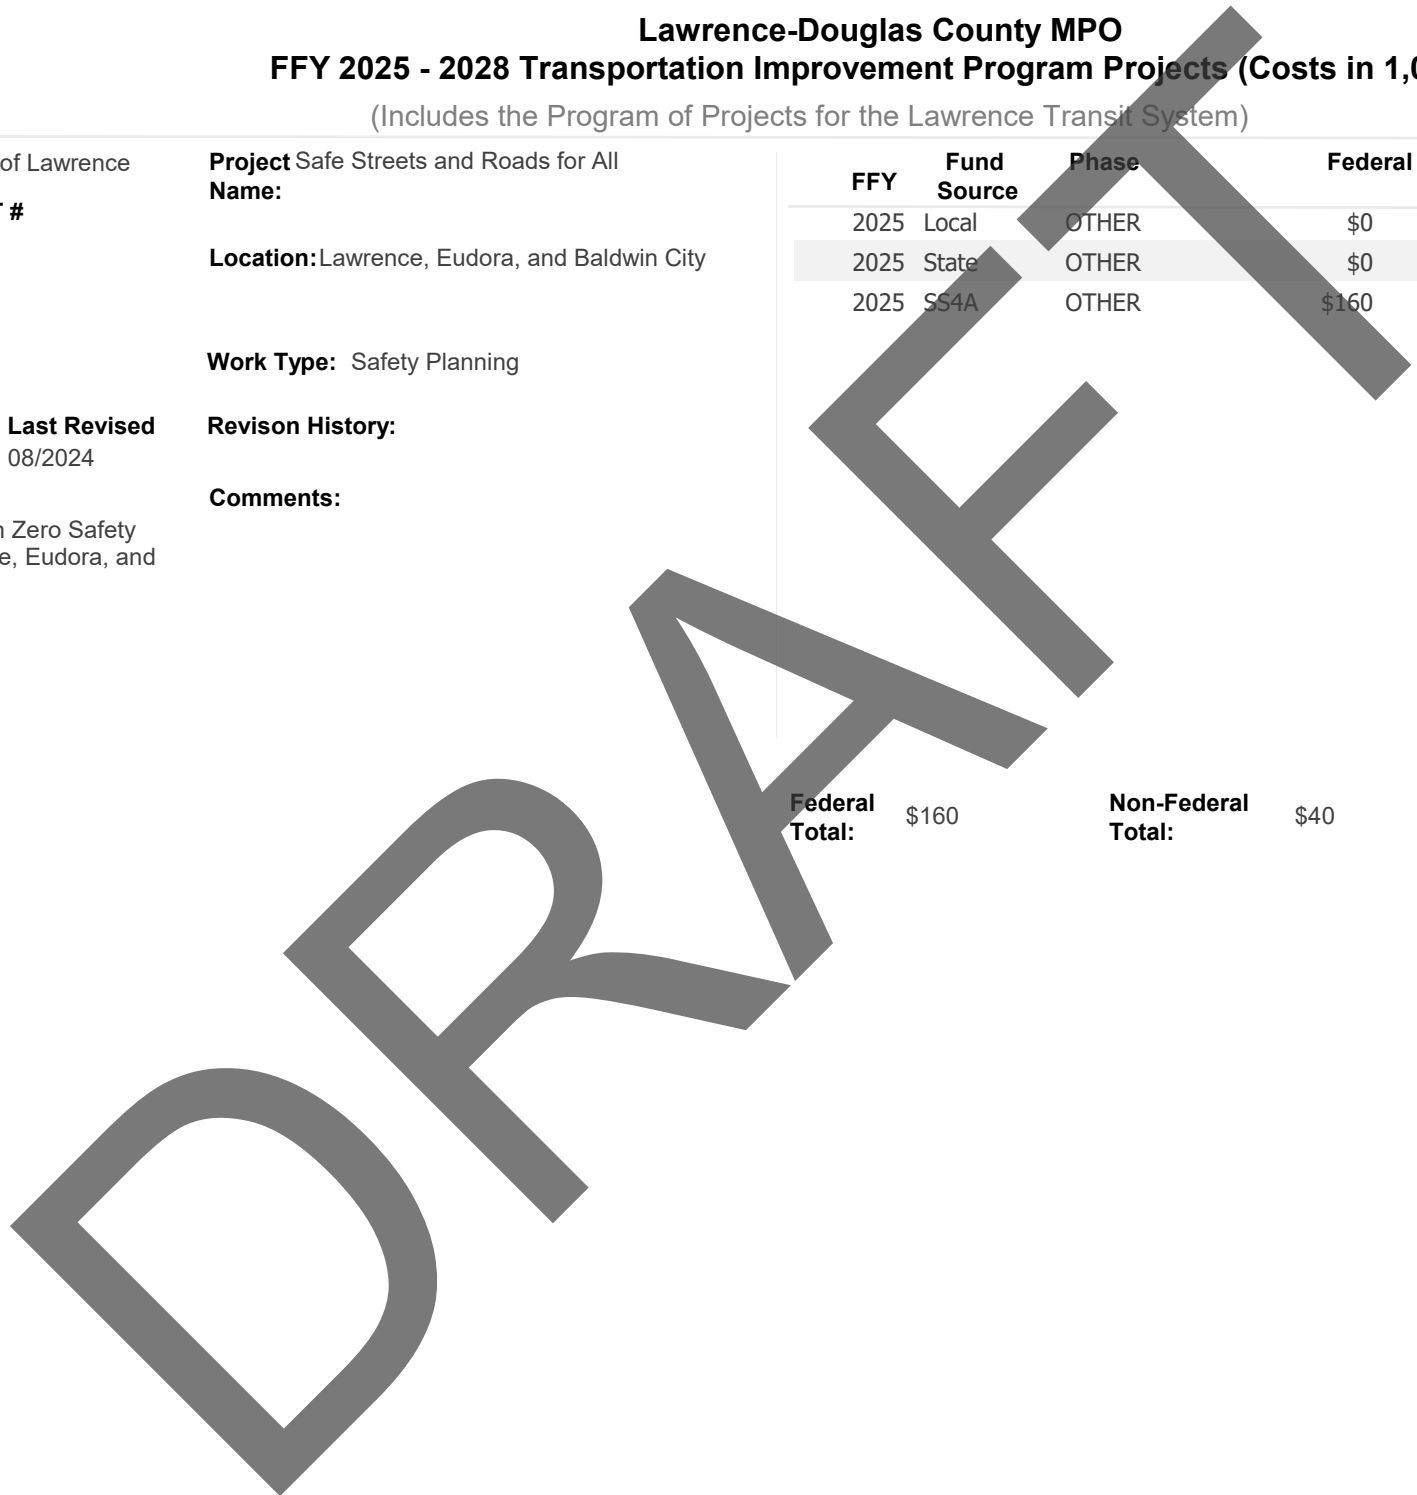 Lawrence-Douglas County MPO
FFY 2025 - 2028 Transportation Improvement Program Projects (Costs in 1,0
(Includes the Program of Projects for the Lawrence Transit System)
of Lawrence
#
Last Revised
08/2024
Zero Safety
Eudora, and
Project Safe Streets and Roads for All
Name:
Location: Lawrence, Eudora, and Baldwin City
Work Type: Safety Planning
Revison History:
Comments:
FFY Fund Source Phase Federal
2025 Local OTHER $0
2025 State OTHER $0
2025 SS4A OTHER $160
Federal Total: $160 Non-Federal Total: $40
DRAFT